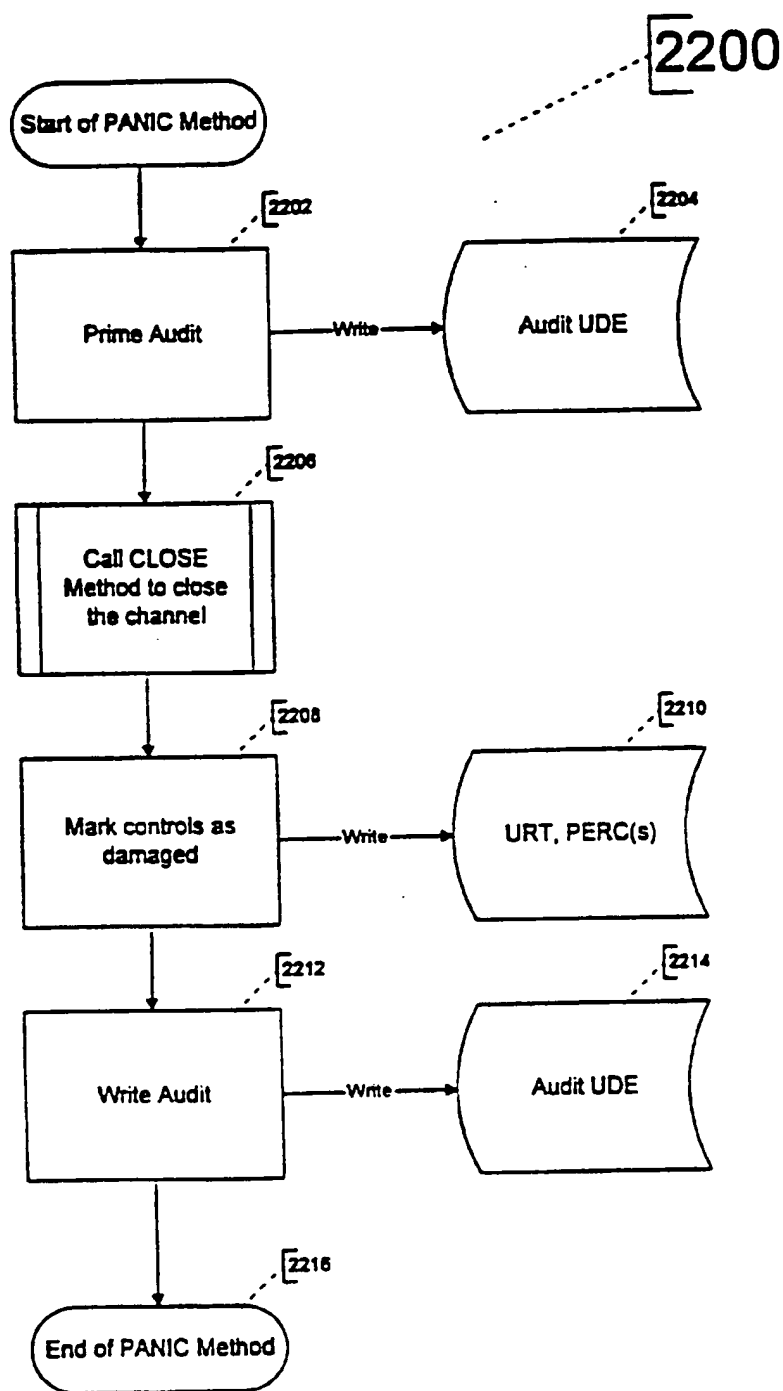 2200
Start of PANIC Method
2202
2204
Prime Audit
Write
Audit UDE
2206
Call CLOSE
Method to close
the channel
2208
2210
Mark controls as
damaged
Write
URT, PERC(s)
2212
2214
Write Audit
Write
Audit UDE
2216
End of PANIC Method